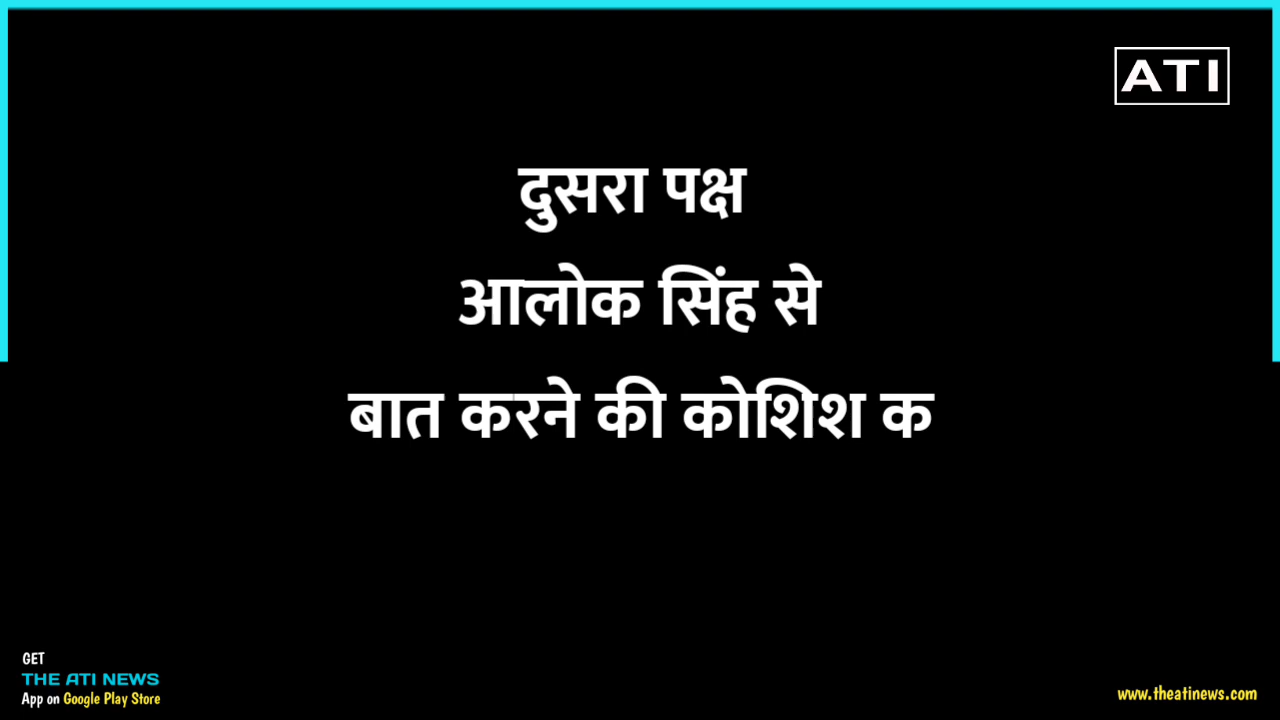 ATI
दुसरा पक्ष
आलोक सिंह से
बात करने की कोशिश क
GET
THE ATI NEWS
App on Google Play Store
www.theatinews.com